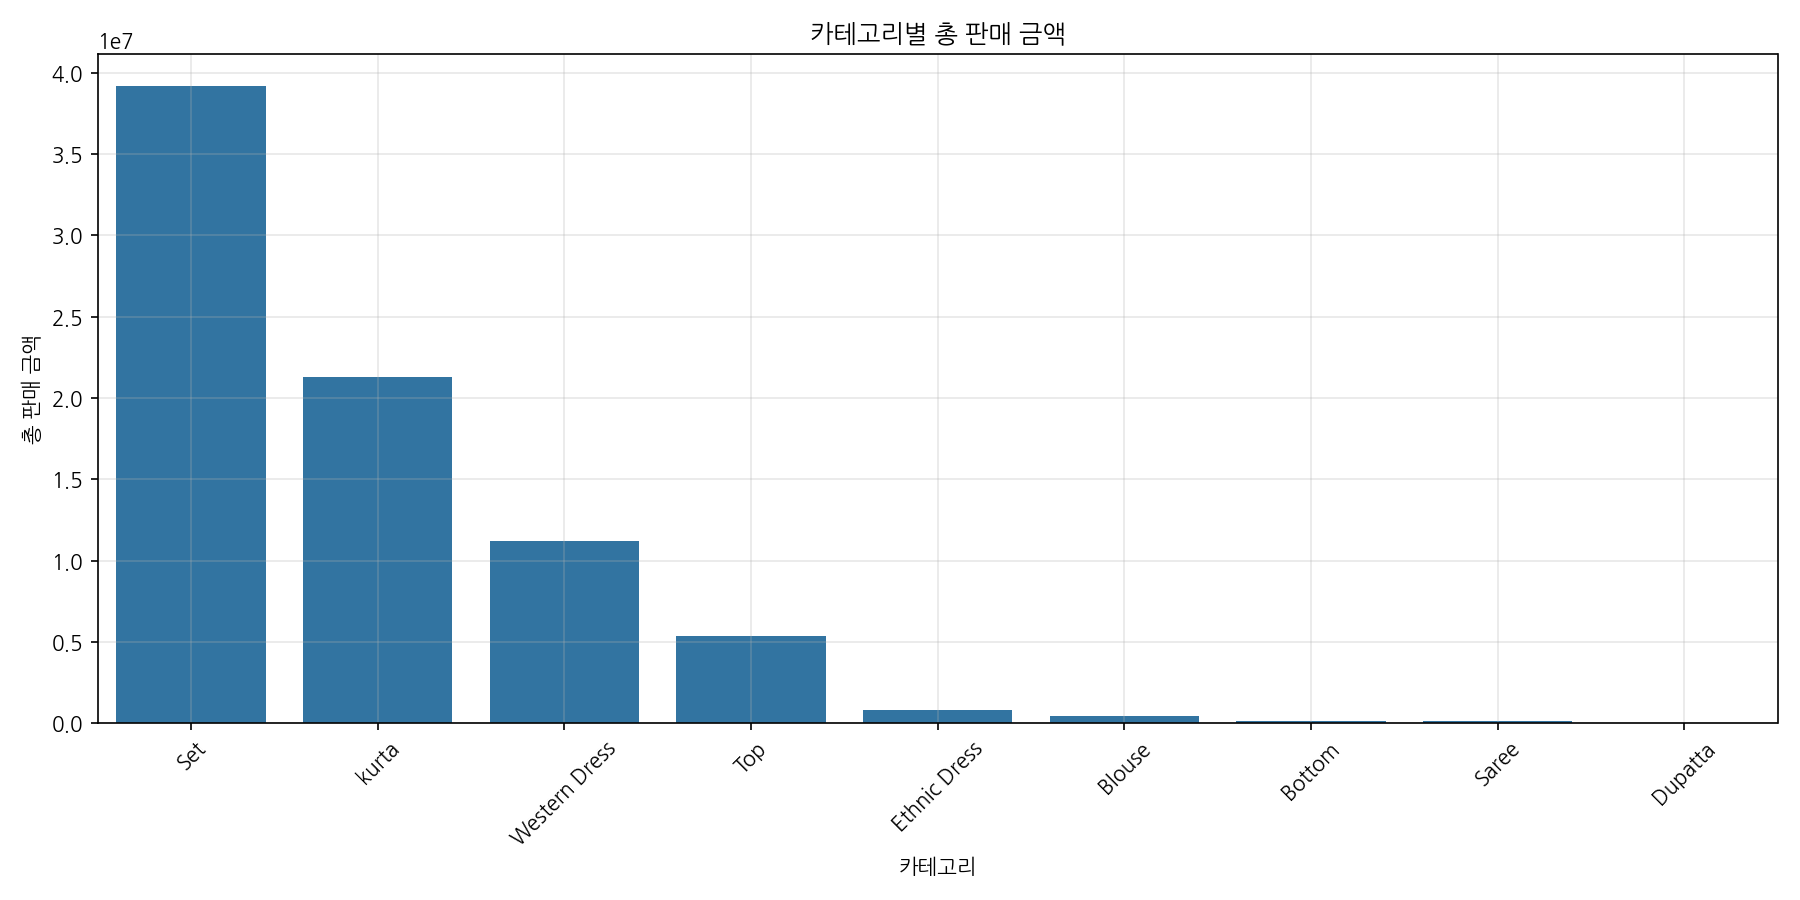 카테고리별 총 판매 금액
1e7
4.0
3.5
3.0
2.5
2.0
1.5
1.0
0.5
0.0
총 판매 금액
Set
kurta
Western Dress
Top
Ethnic Dress
Blouse
Bottom
Saree
Dupatta
카테고리